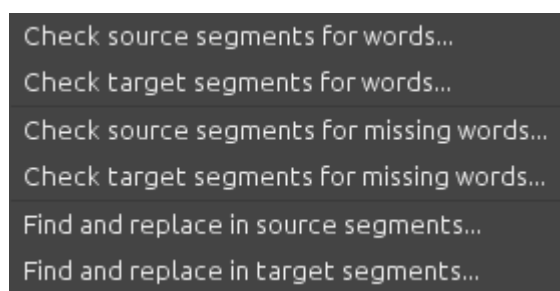 Check source segments for words...
Check target segments for words...
Check source segments for missing words...
Check target segments for missing words...
Find and replace in source segments...
Find and replace in target segments...